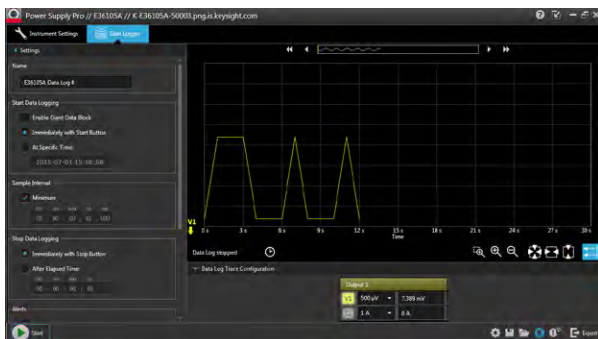 Power Supply Pro // E36105A // K-E36105A-50003.png.is.keysight.com
Instrument Settings
Data Logger
Settings
Name
E36105A Data Log #
Start Data Logging
Enable Giant Data Block
Immediately with Start Button
At Specific Time:
2015-07-01 15:
Sample Interval
Minimum
Stop Data Logging
Immediately with Stop Button
After Elapsed Time:
Alerts
Start
V1
0 s 3 s 6 s 9 s 12 s 15 s 18 s 21 s 24 s 27 s 30 s
Time
Data Log stopped
Data Log Trace Configuration
Output 1
V1 500 µV 7.389 mV
1 A 0 A
Export